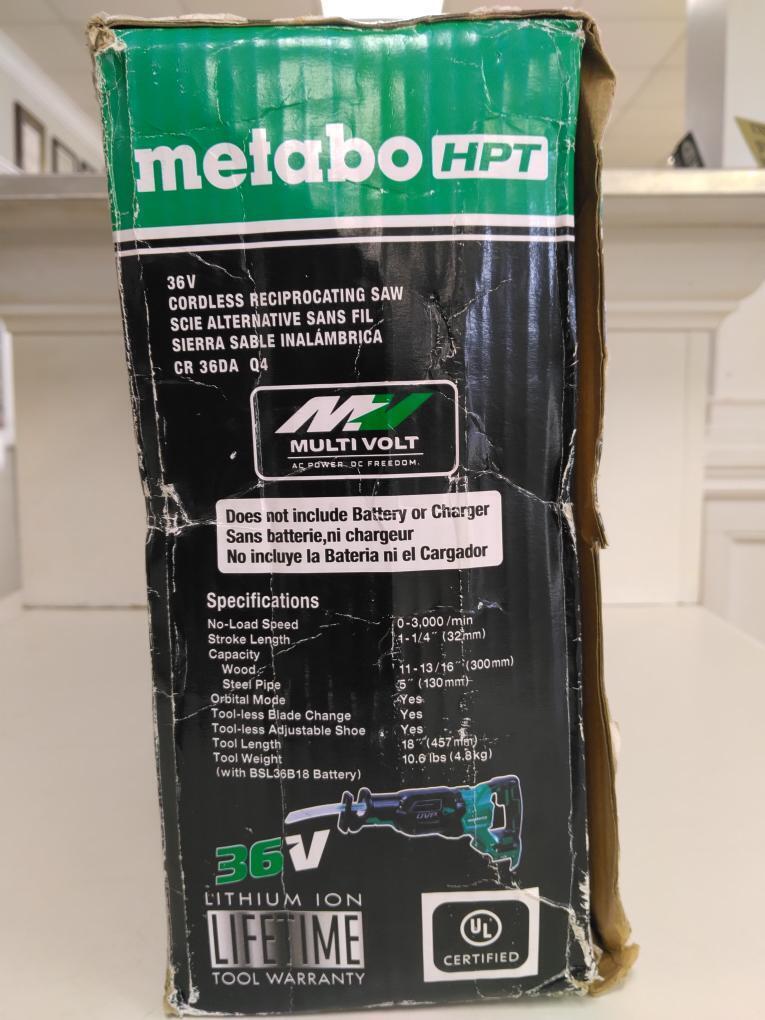 metabo HPT
36V
CORDLESS RECIPROCATING SAW
SCIE ALTERNATIVE SANS FIL
SIERRA SABLE INALÁMBRICA
CR 36DA Q4
MV
MULTI VOLT
AC POWER. DC FREEDOM.
Does not include Battery or Charger
Sans batterie,ni chargeur
No incluye la Bateria ni el Cargador
Specifications
No-Load Speed 0-3,000 /min
Stroke Length 1-1/4" (32mm)
Capacity
Wood 11-13/16" (300mm)
Steel Pipe 5" (130mm)
Orbital Mode Yes
Tool-less Blade Change Yes
Tool-less Adjustable Shoe Yes
Tool Length 18" (457mm)
Tool Weight 10.6 lbs (4.8kg)
(with BSL36B18 Battery)
36V
LITHIUM ION
LIFETIME
TOOL WARRANTY
UL
CERTIFIED